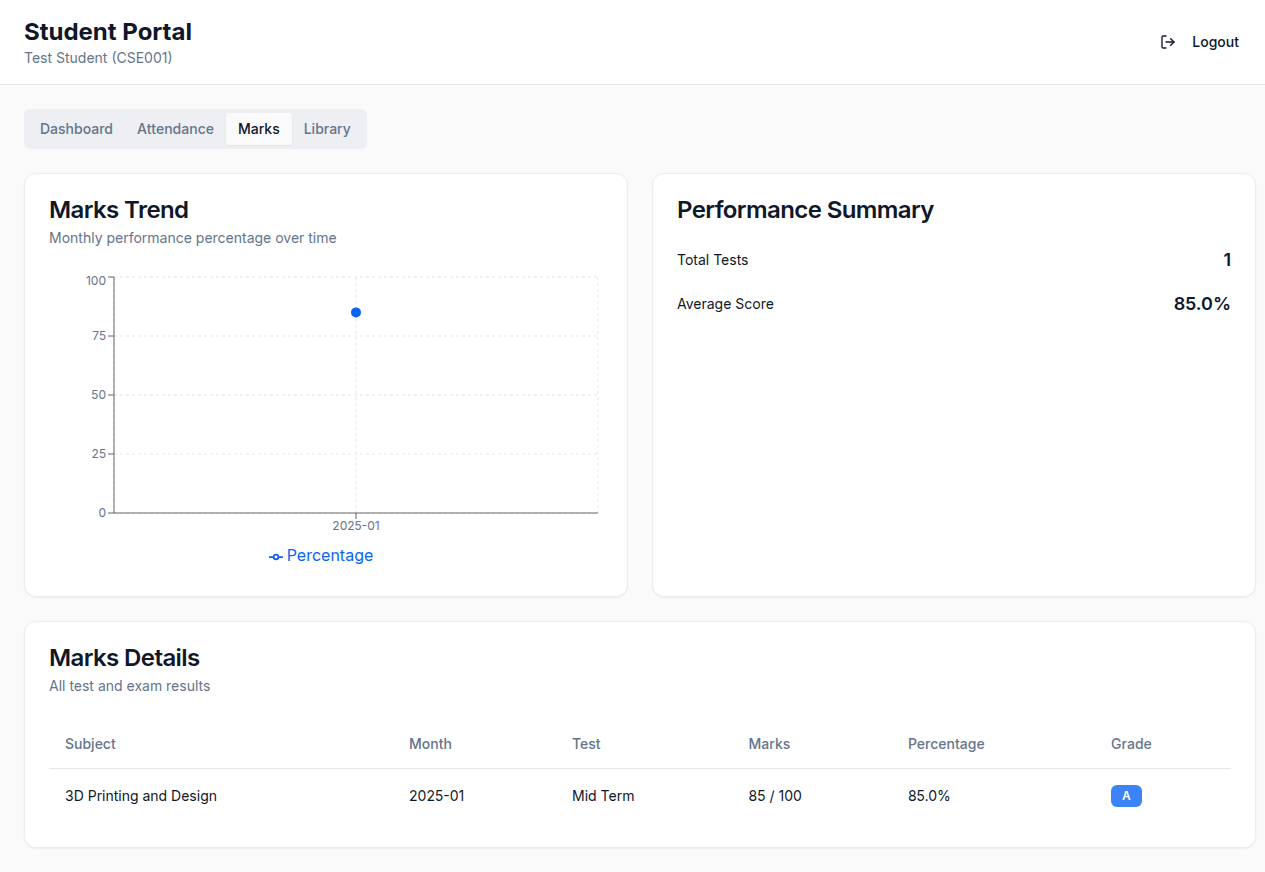 Student Portal
Test Student (CSE001)
Logout
Dashboard Attendance Marks Library
Marks Trend
Monthly performance percentage over time
100
75
50
25
0
2025-01
Percentage
Performance Summary
Total Tests 1
Average Score 85.0%
Marks Details
All test and exam results
Subject Month Test Marks Percentage Grade
3D Printing and Design 2025-01 Mid Term 85 / 100 85.0% A